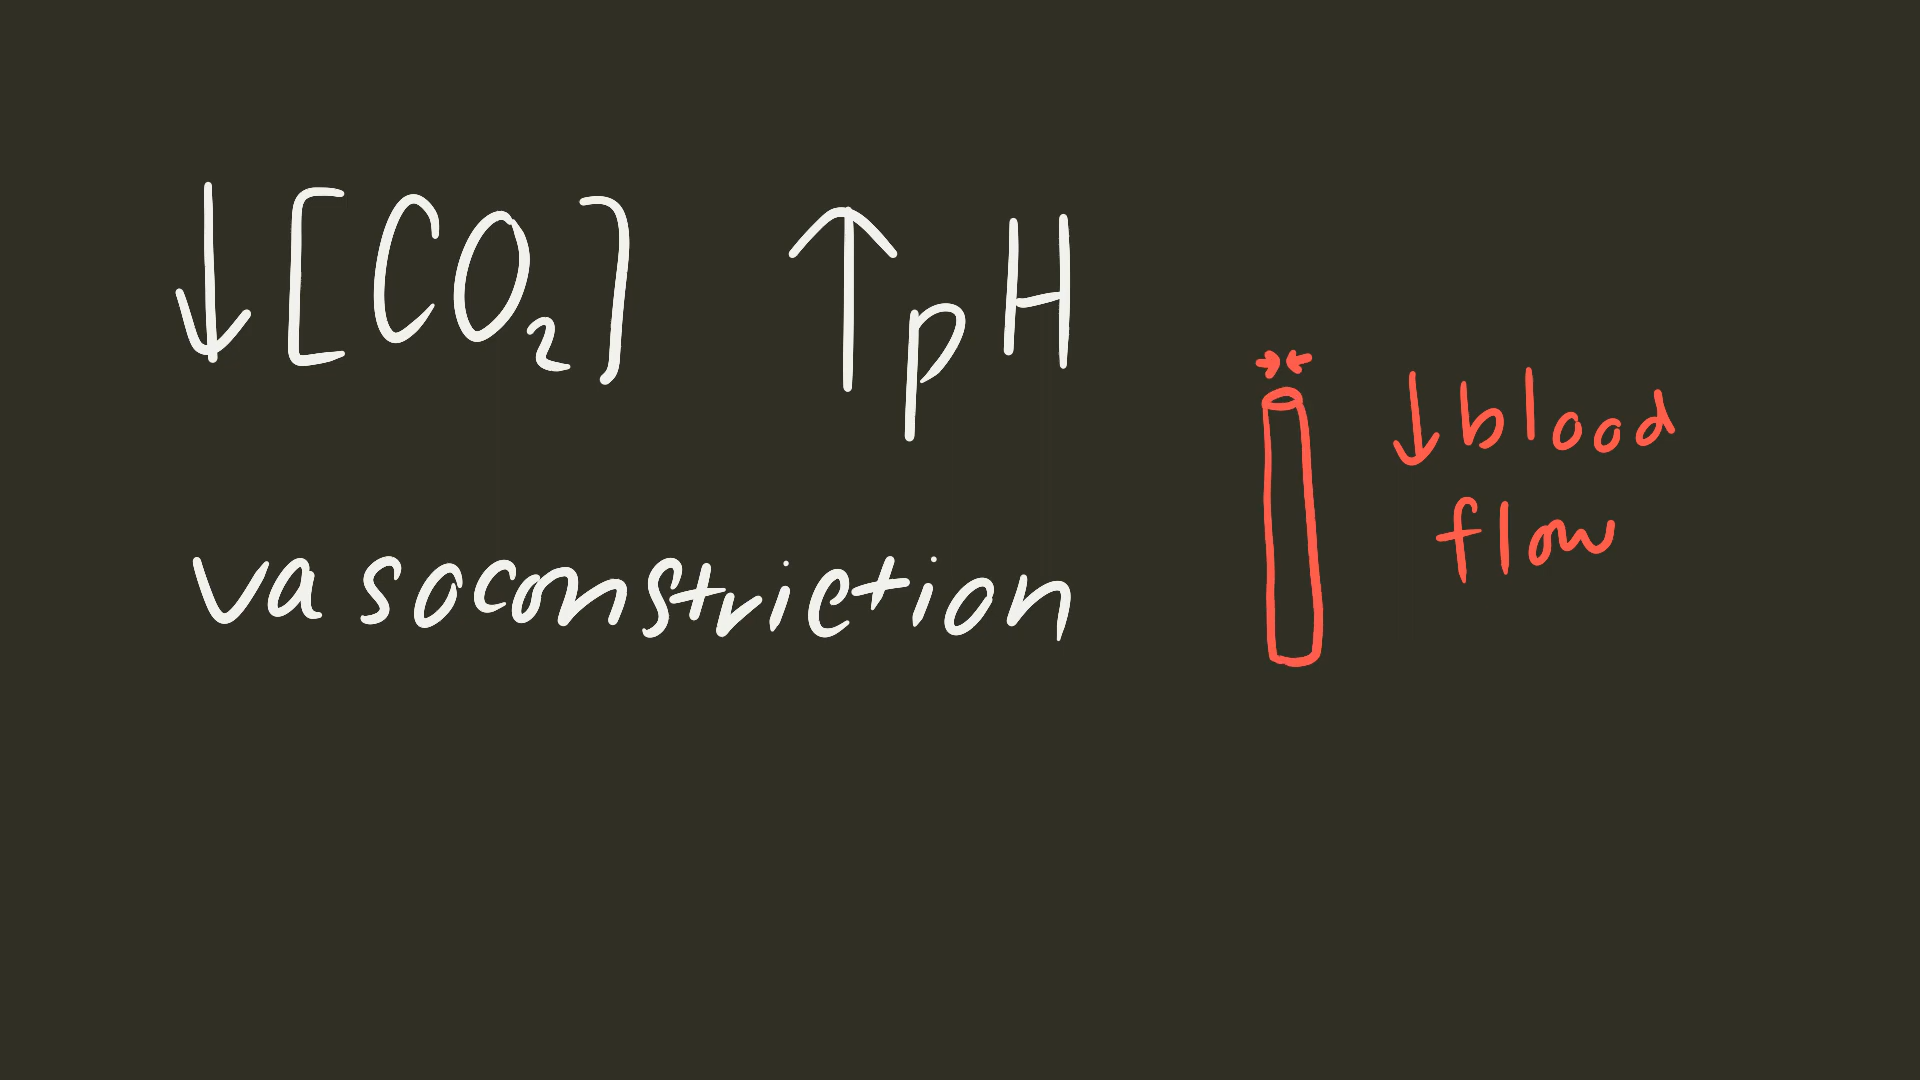 ↓[CO₂] ↑pH
vasoconstriction
↓blood
flow